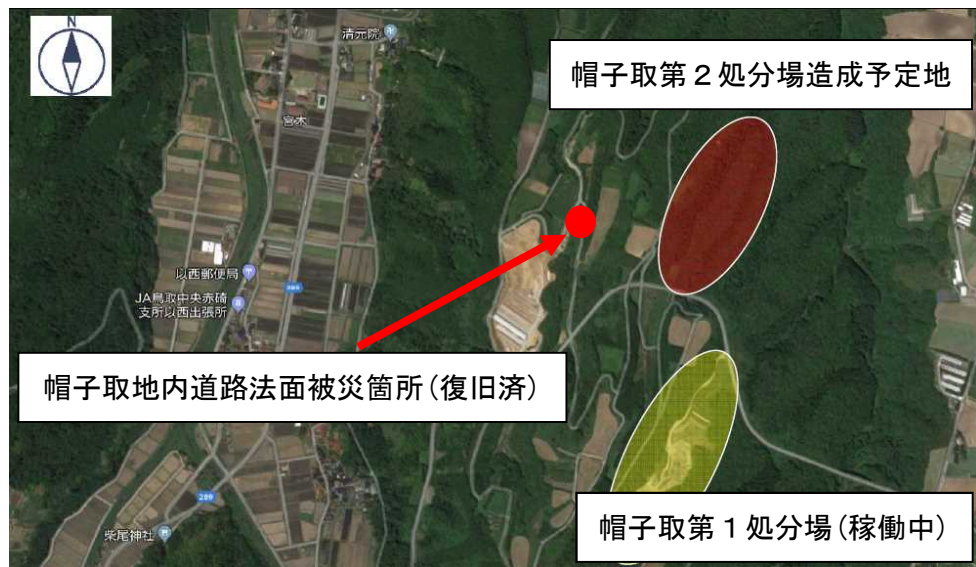 N
清元院
帽子取第２処分場造成予定地
宮木
以西郵便局
JA鳥取中央赤碕
支所以西出張所
289
帽子取地内道路法面被災箇所（復旧済）
289
柴尾神社
帽子取第１処分場（稼働中）